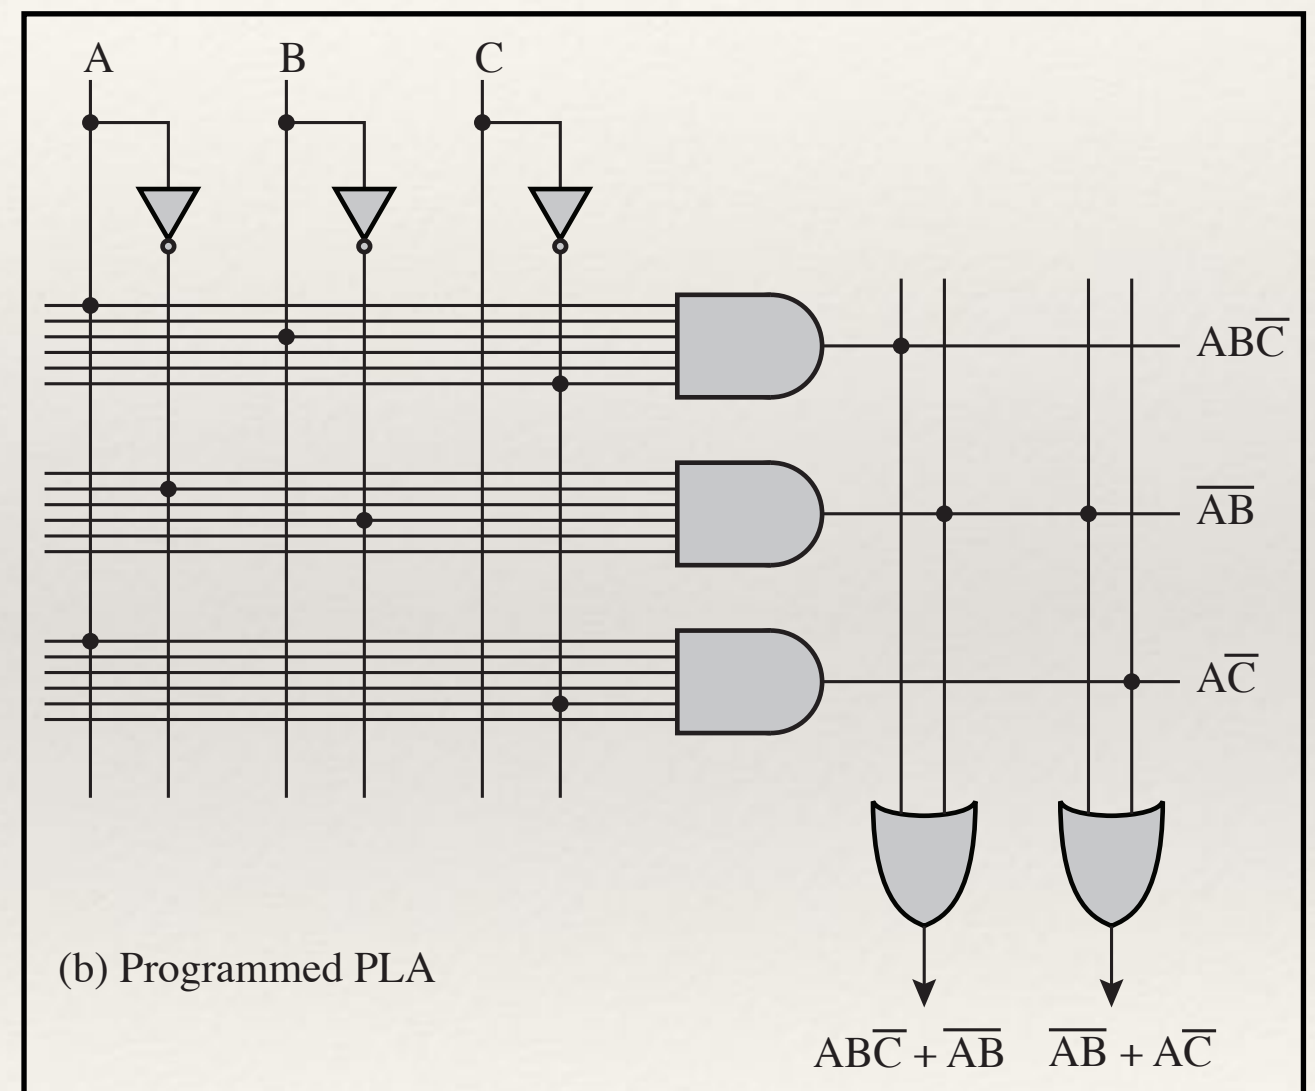 A B C
ABC̅
A̅B̅
AC̅
(b) Programmed PLA
ABC̅ + A̅B̅ A̅B̅ + AC̅